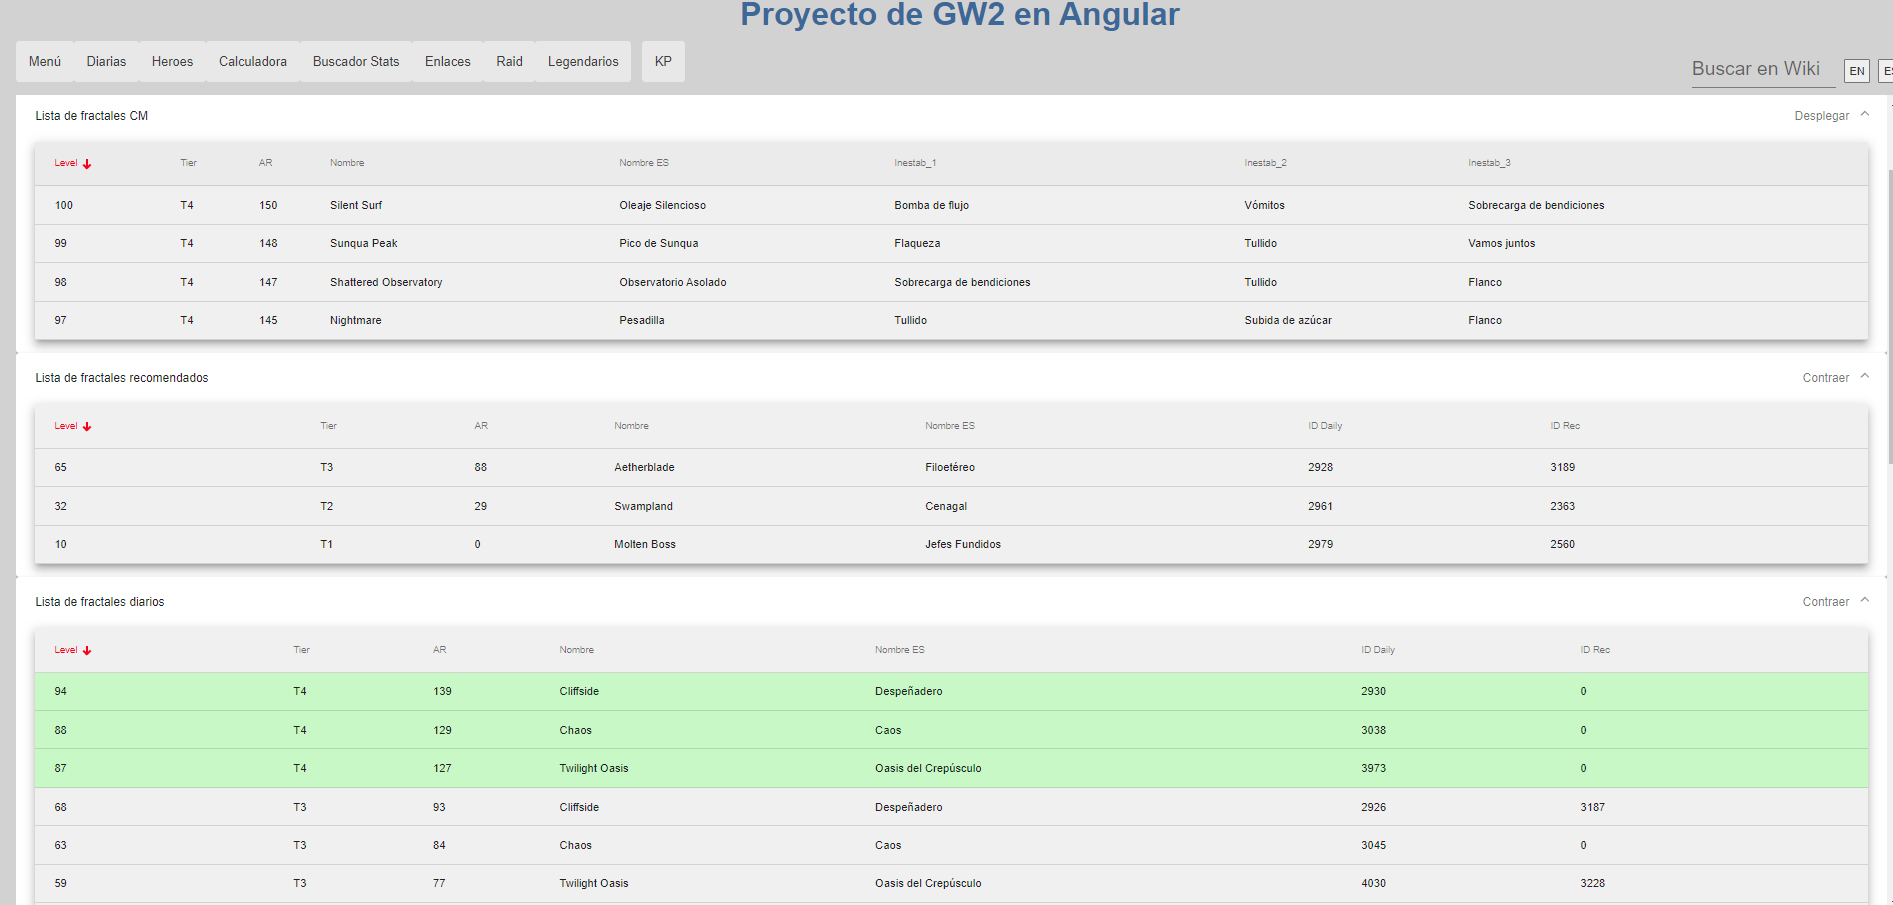 Proyecto de GW2 en Angular
Menú Diarias Heroes Calculadora Buscador Stats Enlaces Raid Legendarios KP
Buscar en Wiki EN ES
Lista de fractales CM Desplegar
Level Tier AR Nombre Nombre ES Inestab_1 Inestab_2 Inestab_3
100 T4 150 Silent Surf Oleaje Silencioso Bomba de flujo Vómitos Sobrecarga de bendiciones
99 T4 148 Sunqua Peak Pico de Sunqua Flaqueza Tullido Vamos juntos
98 T4 147 Shattered Observatory Observatorio Asolado Sobrecarga de bendiciones Tullido Flanco
97 T4 145 Nightmare Pesadilla Tullido Subida de azúcar Flanco
Lista de fractales recomendados Contraer
Level Tier AR Nombre Nombre ES ID Daily ID Rec
65 T3 88 Aetherblade Filoetéreo 2928 3189
32 T2 29 Swampland Cenagal 2961 2363
10 T1 0 Molten Boss Jefes Fundidos 2979 2560
Lista de fractales diarios Contraer
Level Tier AR Nombre Nombre ES ID Daily ID Rec
94 T4 139 Cliffside Despeñadero 2930 0
88 T4 129 Chaos Caos 3038 0
87 T4 127 Twilight Oasis Oasis del Crepúsculo 3973 0
68 T3 93 Cliffside Despeñadero 2926 3187
63 T3 84 Chaos Caos 3045 0
59 T3 77 Twilight Oasis Oasis del Crepúsculo 4030 3228